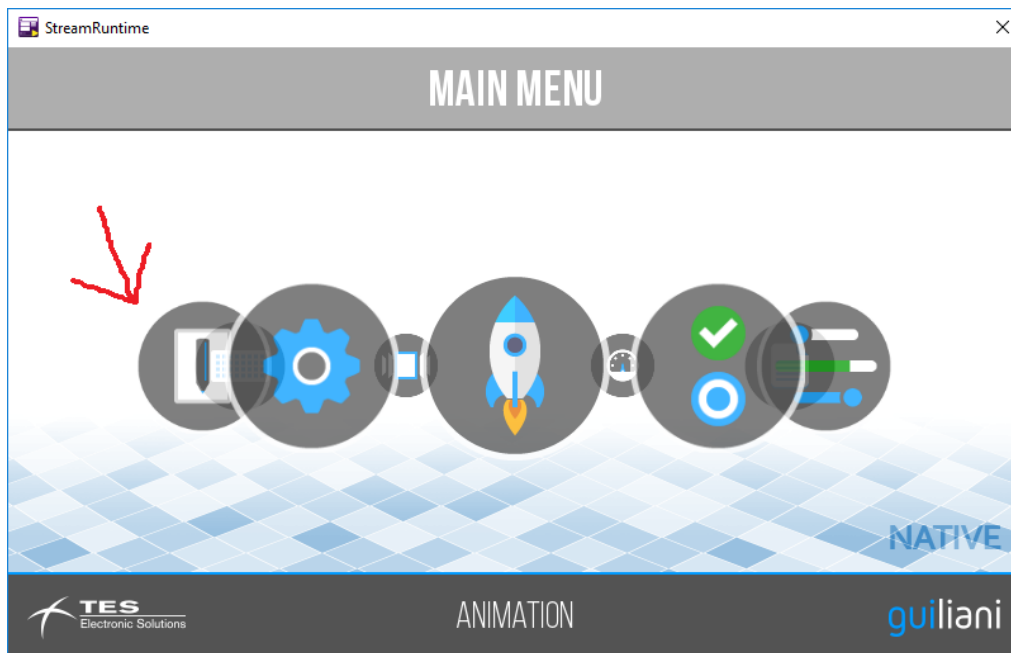 StreamRuntime
MAIN MENU
NATIVE
TES
Electronic Solutions
ANIMATION
guiliani